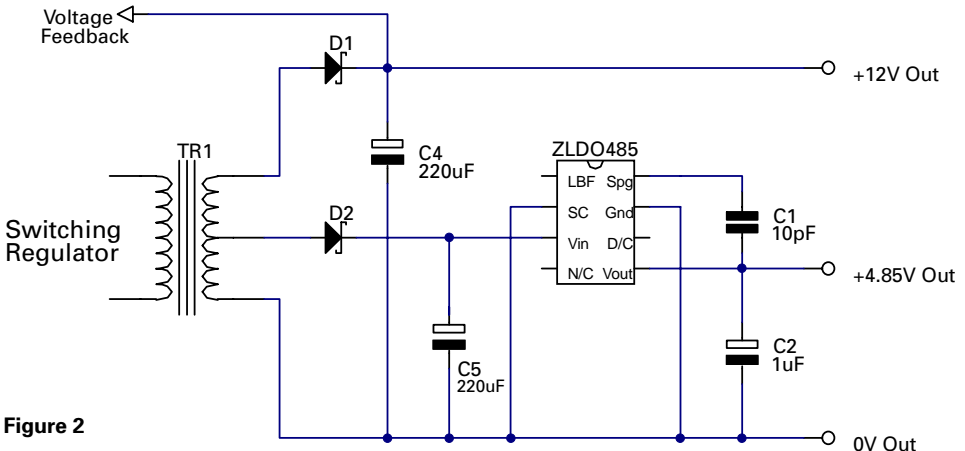 Voltage
Feedback
D1
+12V Out
TR1
C4
220uF
ZLDO485
LBF Spg
SC Gnd
Vin D/C
N/C Vout
D2
C1
10pF
Switching
Regulator
+4.85V Out
C5
220uF
C2
1uF
Figure 2
0V Out